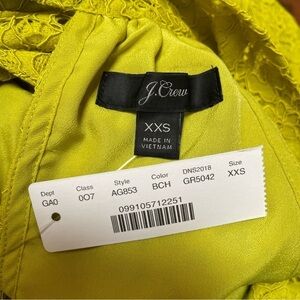 J.Crew
XXS
MADE IN
VIETNAM
Dept Class Style Color DNS2018 Size
GA0 007 AG853 BCH GR5042 XXS
099105712251